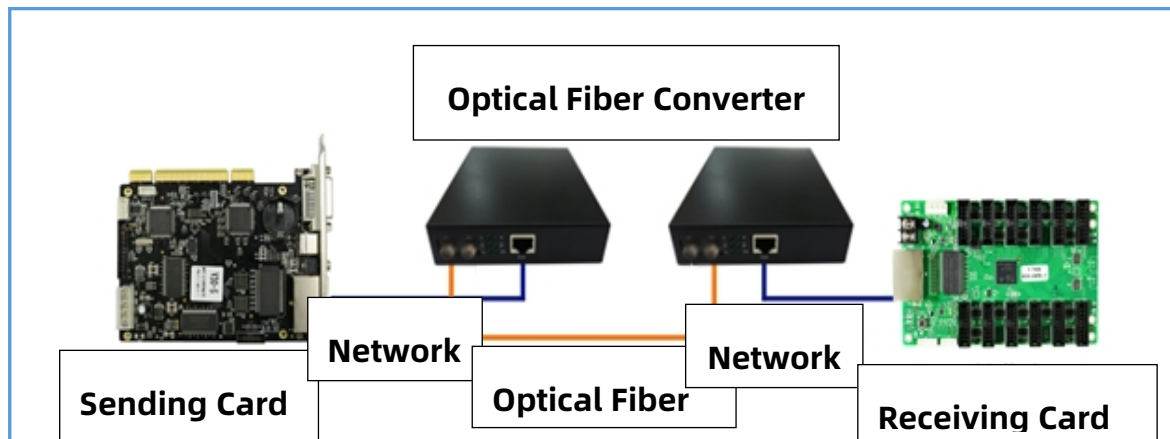 Optical Fiber Converter
Network
Network
Sending Card
Optical Fiber
Receiving Card